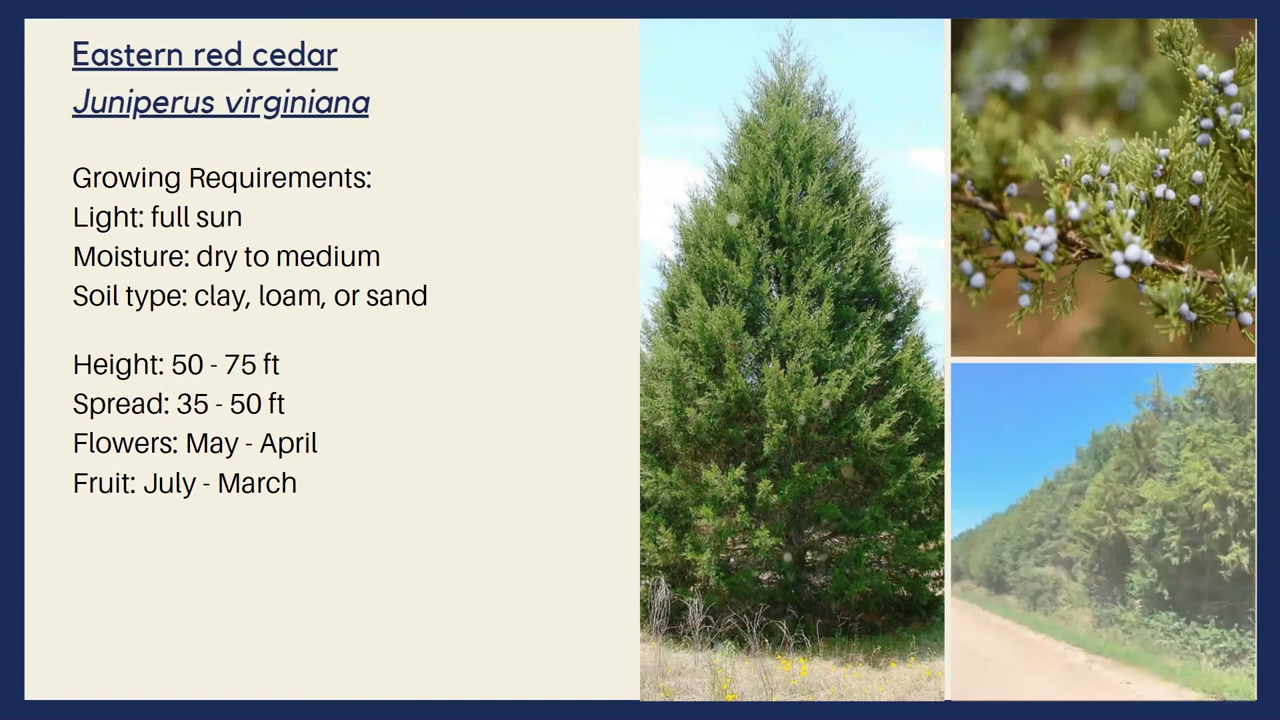 Eastern red cedar
Juniperus virginiana
Growing Requirements:
Light: full sun
Moisture: dry to medium
Soil type: clay, loam, or sand
Height: 50 - 75 ft
Spread: 35 - 50 ft
Flowers: May - April
Fruit: July - March